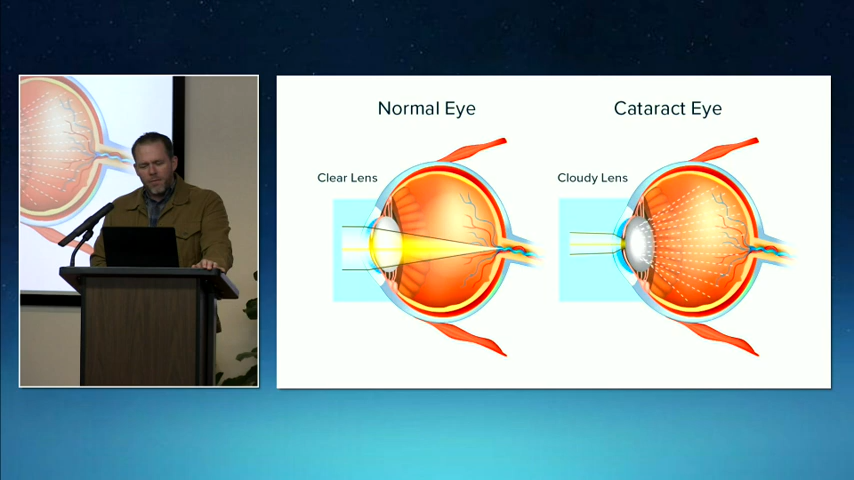 Normal Eye
Cataract Eye
Clear Lens
Cloudy Lens